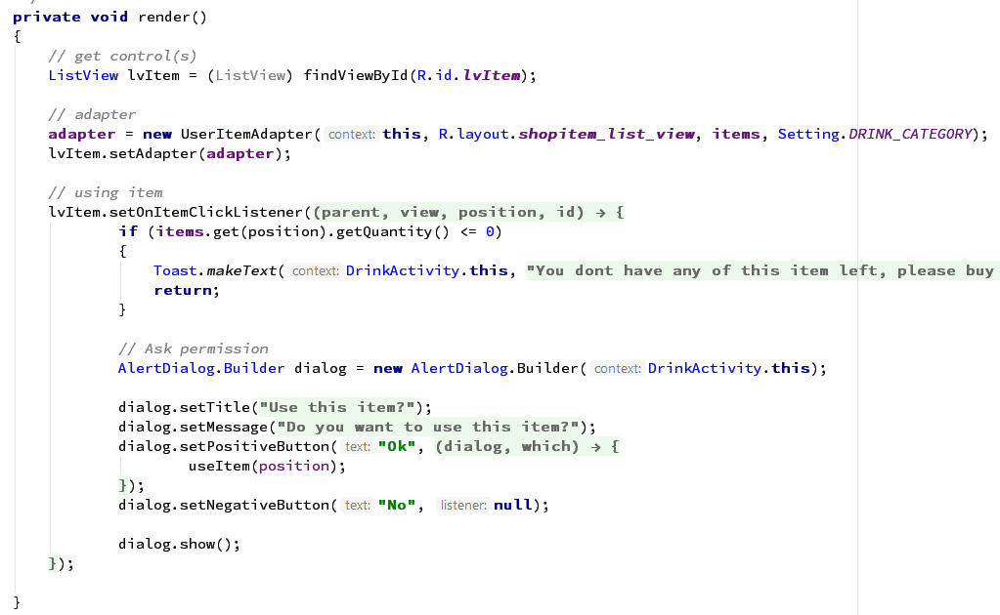 private void render()
{
// get control(s)
ListView lvItem = (ListView) findViewById(R.id.lvItem);
// adapter
adapter = new UserItemAdapter( context: this, R.layout.shopitem_list_view, items, Setting.DRINK_CATEGORY);
lvItem.setAdapter(adapter);
// using item
lvItem.setOnItemClickListener((parent, view, position, id) → {
if (items.get(position).getQuantity() <= 0)
{
Toast.makeText( context: DrinkActivity.this, "You dont have any of this item left, please buy
return;
}
// Ask permission
AlertDialog.Builder dialog = new AlertDialog.Builder( context: DrinkActivity.this);
dialog.setTitle("Use this item?");
dialog.setMessage("Do you want to use this item?");
dialog.setPositiveButton( text: "Ok", (dialog, which) → {
useItem(position);
});
dialog.setNegativeButton( text: "No", listener: null);
dialog.show();
});
}